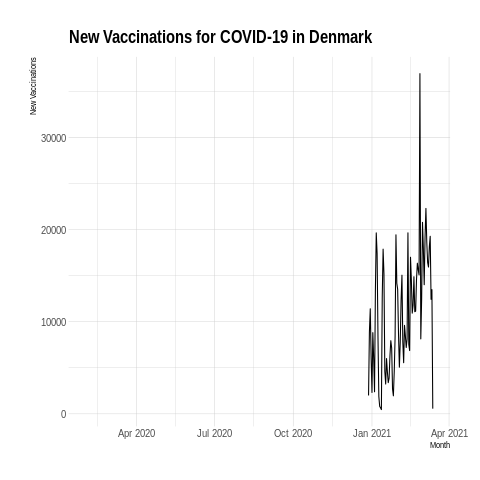 New Vaccinations for COVID-19 in Denmark
New Vaccinations
30000
20000
10000
0
Apr 2020 Jul 2020 Oct 2020 Jan 2021 Apr 2021
Month